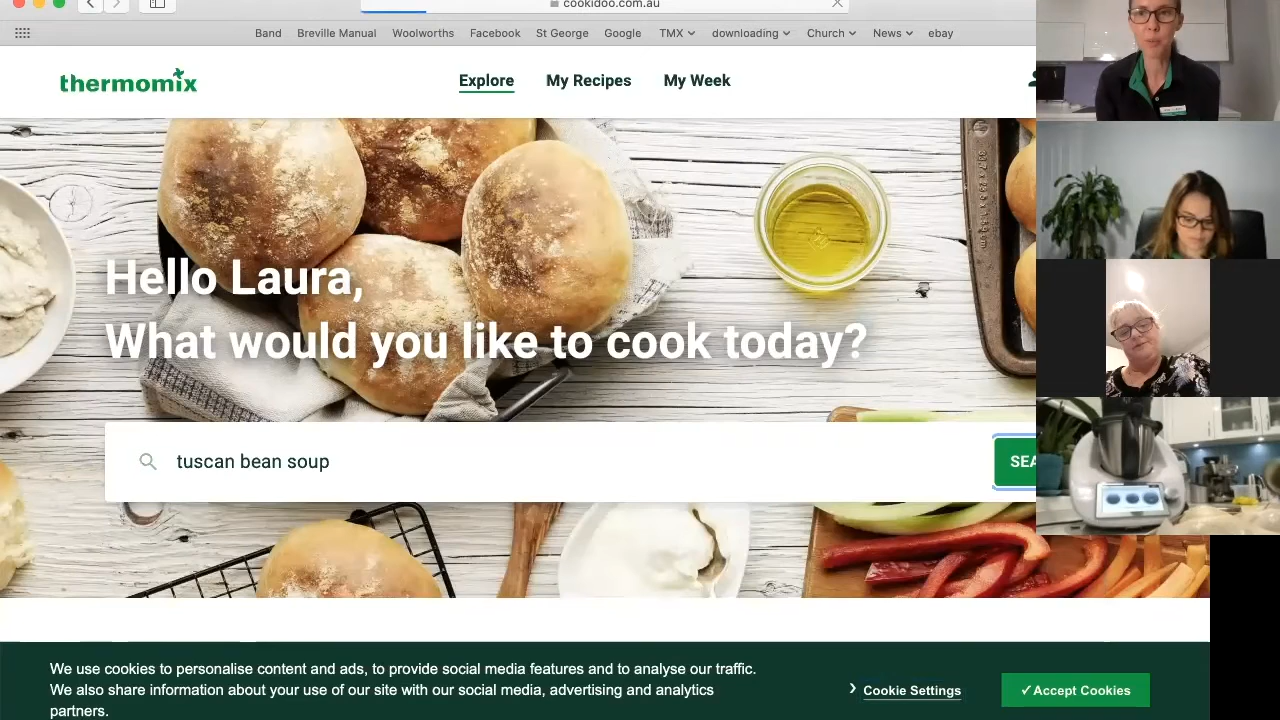 cookidoo.com.au
Band Breville Manual Woolworths Facebook St George Google TMX downloading Church News ebay
thermomix
Explore My Recipes My Week
Hello Laura,
What would you like to cook today?
tuscan bean soup
SEA
We use cookies to personalise content and ads, to provide social media features and to analyse our traffic.
We also share information about your use of our site with our social media, advertising and analytics
partners.
Cookie Settings
✓Accept Cookies